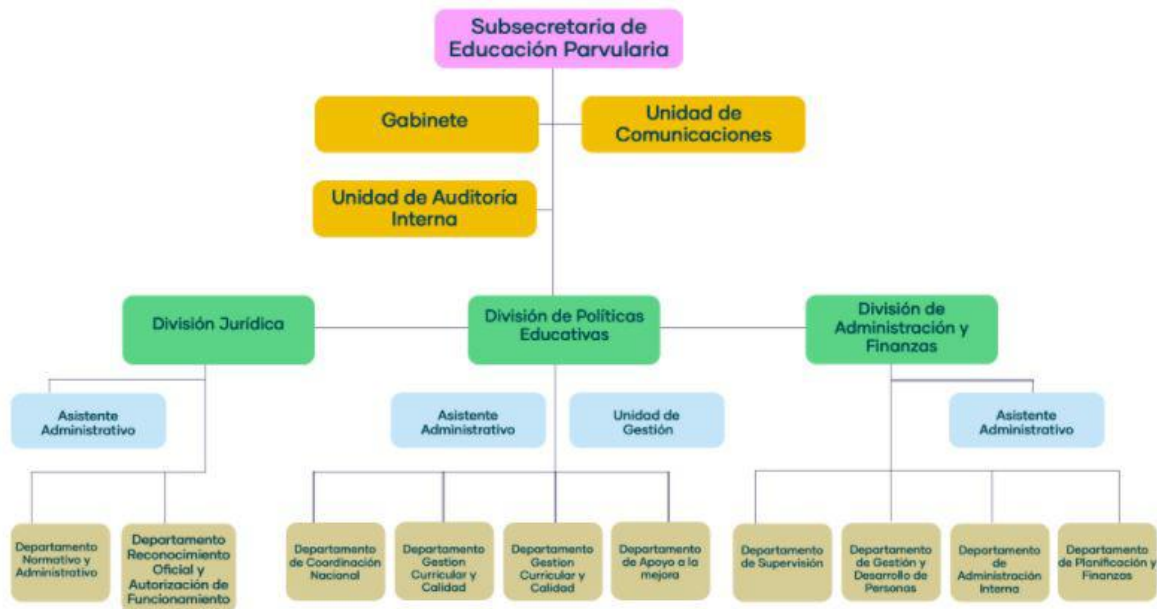 Subsecretaria de
Educación Parvularia
Gabinete
Unidad de
Comunicaciones
Unidad de Auditoría
Interna
División Jurídica
División de Políticas
Educativas
División de
Administración y
Finanzas
Asistente
Administrativo
Asistente
Administrativo
Unidad de
Gestión
Asistente
Administrativo
Departamento
Normativo y
Administrativo
Departamento
Reconocimiento
Oficial y
Autorización de
Funcionamiento
Departamento
de Coordinación
Nacional
Departamento
Gestion
Curricular y
Calidad
Departamento
Gestion
Curricular y
Calidad
Departamento
de Apoyo a la
mejora
Departamento
de Supervisión
Departamento
de Gestión y
Desarrollo de
Personas
Departamento
de
Administración
Interna
Departamento
de Planificación y
Finanzas